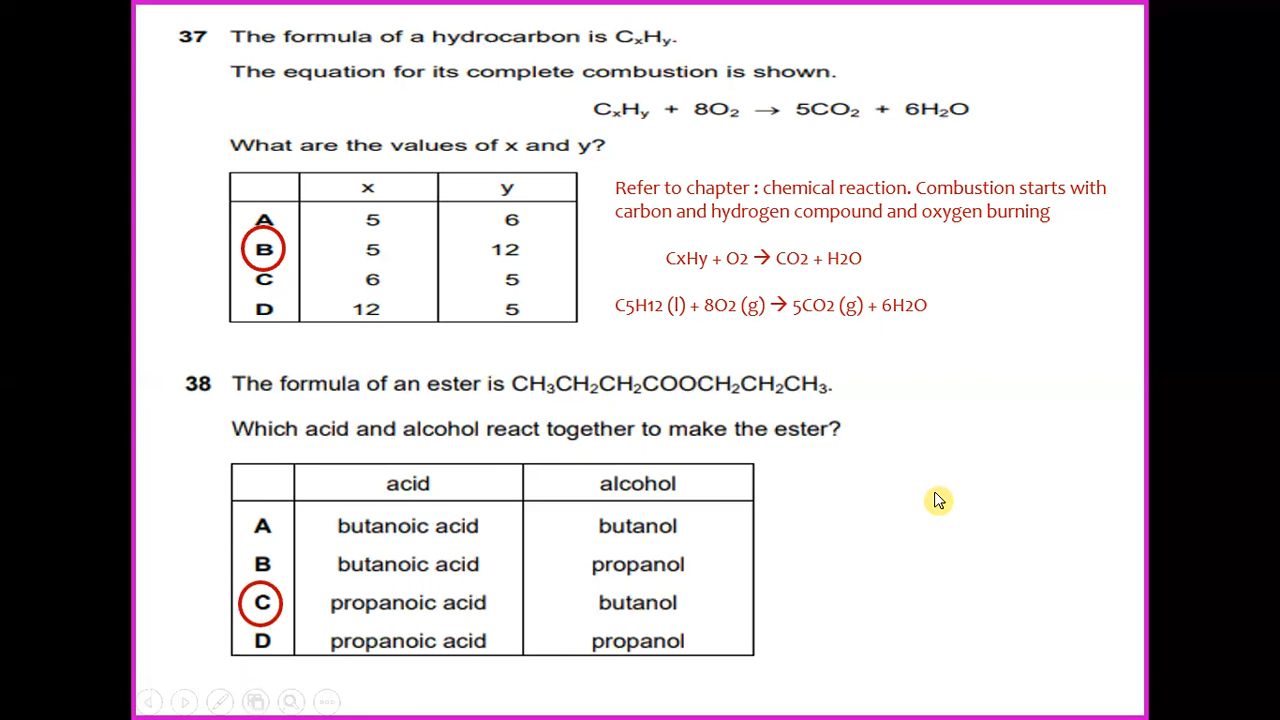 37 The formula of a hydrocarbon is CₓHᵧ.
The equation for its complete combustion is shown.
CₓHᵧ + 8O₂ → 5CO₂ + 6H₂O
What are the values of x and y?
x y
A 5 6
B 5 12
C 6 5
D 12 5
Refer to chapter : chemical reaction. Combustion starts with
carbon and hydrogen compound and oxygen burning
CxHy + O2 → CO2 + H2O
C5H12 (l) + 8O2 (g) → 5CO2 (g) + 6H2O
38 The formula of an ester is CH₃CH₂CH₂COOCH₂CH₂CH₃.
Which acid and alcohol react together to make the ester?
acid alcohol
A butanoic acid butanol
B butanoic acid propanol
C propanoic acid butanol
D propanoic acid propanol